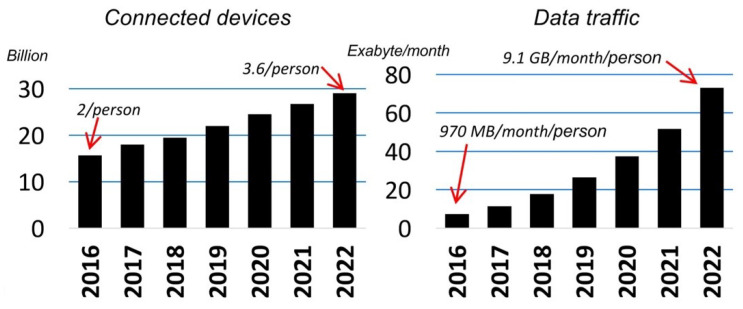 Connected devices
Billion
3.6/person
30
2/person
20
10
0
2016
2017
2018
2019
2020
2021
2022
Data traffic
Exabyte/month
9.1 GB/month/person
80
60
970 MB/month/person
40
20
0
2016
2017
2018
2019
2020
2021
2022